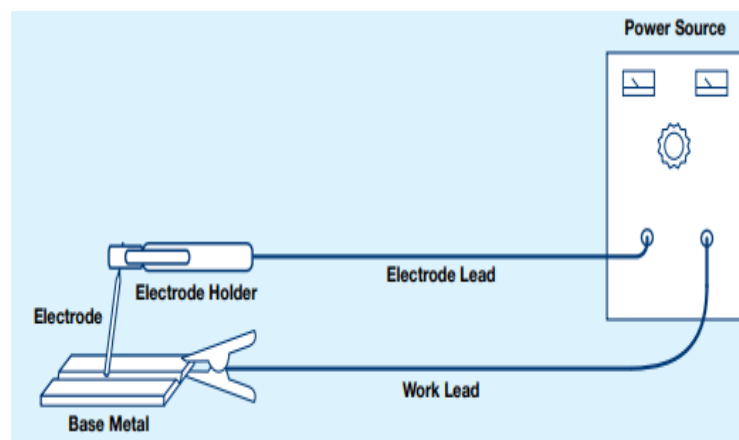 Power Source
Electrode Lead
Electrode Holder
Electrode
Work Lead
Base Metal